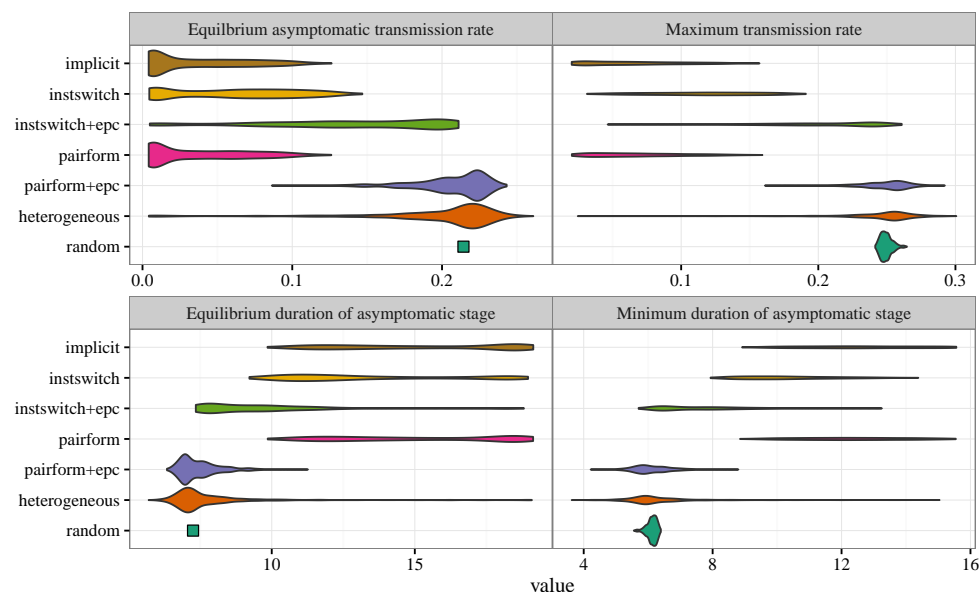 Equilbrium asymptomatic transmission rate
Maximum transmission rate
implicit
instswitch
instswitch+epc
pairform
pairform+epc
heterogeneous
random
0.0 0.1 0.2
0.1 0.2 0.3
Equilibrium duration of asymptomatic stage
Minimum duration of asymptomatic stage
implicit
instswitch
instswitch+epc
pairform
pairform+epc
heterogeneous
random
10 15
4 8 12 16
value